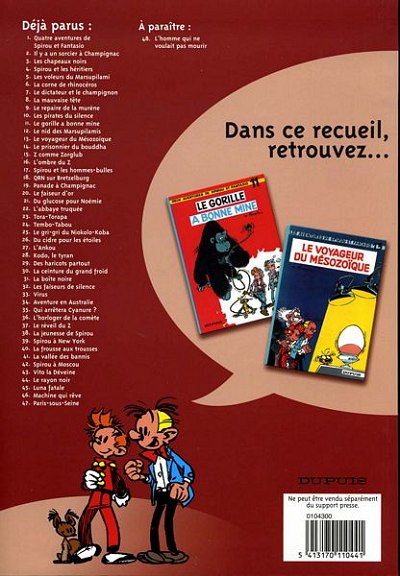 Déjà parus :
1. Quatre aventures de
Spirou et Fantasio
2. Il y a un sorcier à Champignac
3. Les chapeaux noirs
4. Spirou et les héritiers
5. Les voleurs du Marsupilami
6. La corne de rhinocéros
7. Le dictateur et le champignon
8. La mauvaise tête
9. Le repaire de la murène
10. Les pirates du silence
11. Le gorille a bonne mine
12. Le nid des Marsupilamis
13. Le voyageur du Mésozoïque
14. Le prisonnier du bouddha
15. Z comme Zorglub
16. L'ombre du Z
17. Spirou et les hommes-bulles
18. QRN sur Bretzelburg
19. Panade à Champignac
20. Le faiseur d'or
21. Du glucose pour Noémie
22. L'abbaye truquée
23. Tora-Torapa
24. Tembo-Tabou
25. Le gri-gri du Niokolo-Koba
26. Du cidre pour les étoiles
27. L'Ankou
28. Kodo, le tyran
29. Des haricots partout
30. La ceinture du grand froid
31. La boîte noire
32. Les faiseurs de silence
33. Virus
34. Aventure en Australie
35. Qui arrêtera Cyanure ?
36. L'horloger de la comète
37. Le réveil du Z
38. La jeunesse de Spirou
39. Spirou à New York
40. La frousse aux trousses
41. La vallée des bannis
42. Spirou à Moscou
43. Vito la Déveine
44. Le rayon noir
45. Luna fatale
46. Machine qui rêve
47. Paris-sous-Seine
À paraître :
48. L'homme qui ne
voulait pas mourir
Dans ce recueil,
retrouvez...
LE GORILLE
A BONNE MINE
LE VOYAGEUR
DU MÉSOZOÏQUE
DUPUIS
Ne peut être vendu séparément
du support presse.
0104300
5 413170 110441